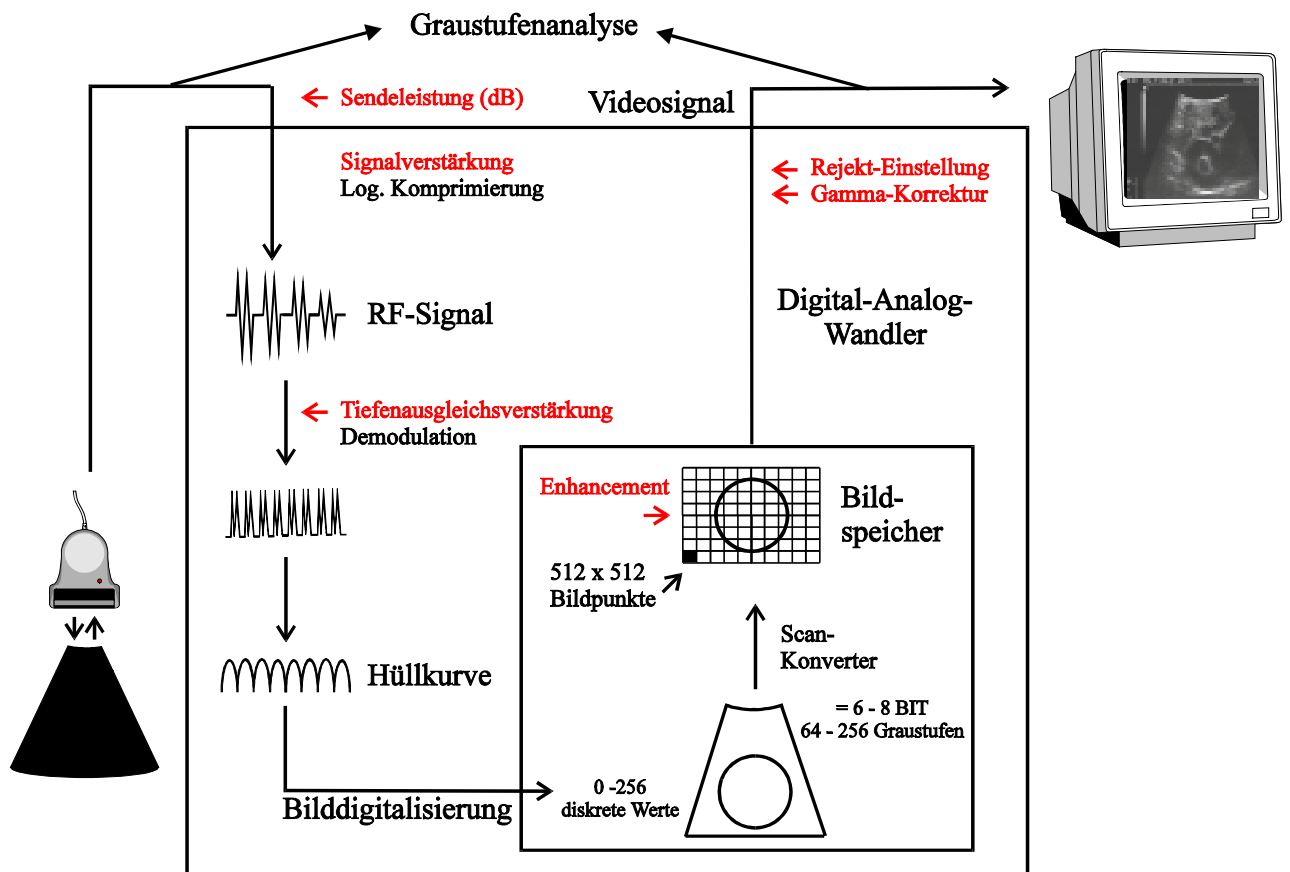 Graustufenanalyse
Sendeleistung (dB)
Videosignal
Signalverstärkung
Log. Komprimierung
Rejekt-Einstellung
Gamma-Korrektur
RF-Signal
Digital-Analog-
Wandler
Tiefenausgleichsverstärkung
Demodulation
Enhancement
Bild-
speicher
512 x 512
Bildpunkte
Scan-
Konverter
Hüllkurve
= 6 - 8 BIT
64 - 256 Graustufen
0 -256
diskrete Werte
Bilddigitalisierung